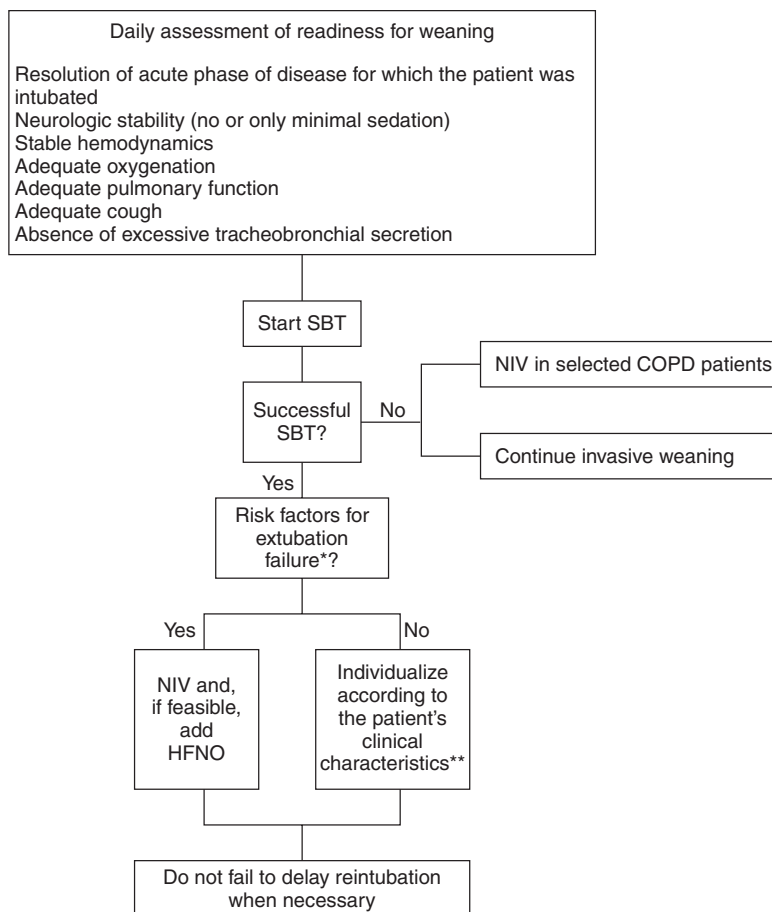 Daily assessment of readiness for weaning
Resolution of acute phase of disease for which the patient was
intubated
Neurologic stability (no or only minimal sedation)
Stable hemodynamics
Adequate oxygenation
Adequate pulmonary function
Adequate cough
Absence of excessive tracheobronchial secretion
Start SBT
Successful
SBT?
No
NIV in selected COPD patients
Continue invasive weaning
Yes
Risk factors for
extubation
failure*?
Yes
No
NIV and,
if feasible,
add
HFNO
Individualize
according to
the patient's
clinical
characteristics**
Do not fail to delay reintubation
when necessary